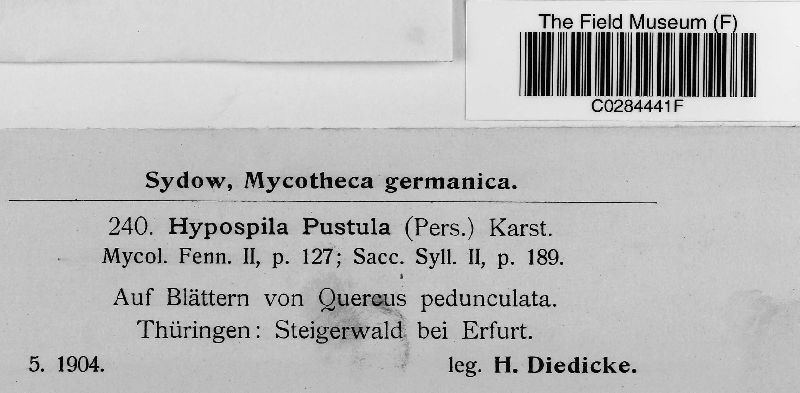 The Field Museum (F)
C0284441F
Sydow, Mycotheca germanica.
240. Hypospila Pustula (Pers.) Karst.
Mycol. Fenn. II, p. 127; Sacc. Syll. II, p. 189.
Auf Blättern von Quercus pedunculata.
Thüringen: Steigerwald bei Erfurt.
5. 1904. leg. H. Diedicke.